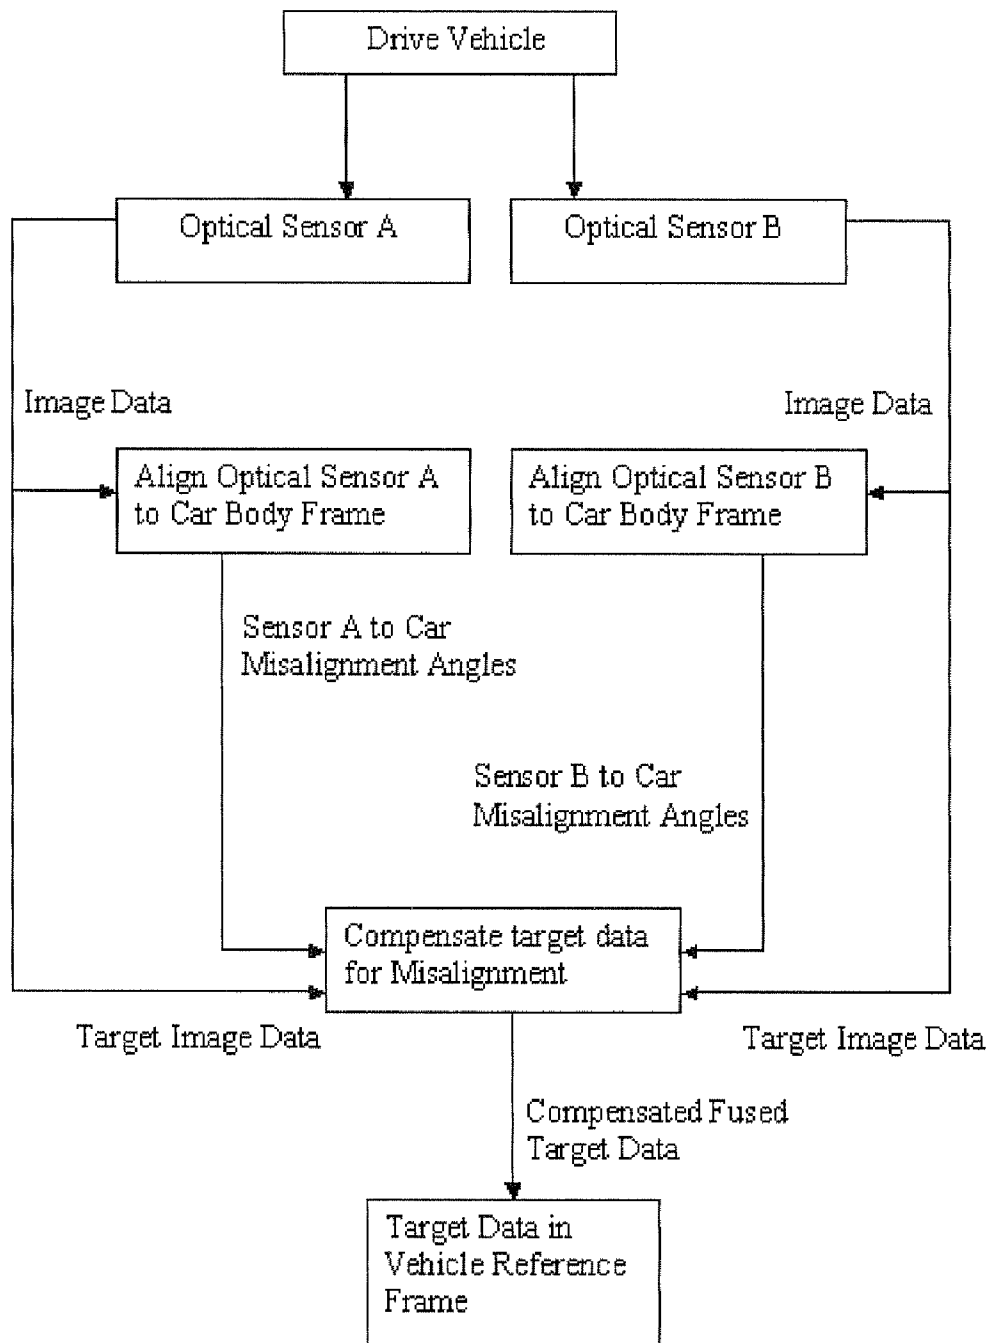 Drive Vehicle
Optical Sensor A
Optical Sensor B
Image Data
Image Data
Align Optical Sensor A
to Car Body Frame
Align Optical Sensor B
to Car Body Frame
Sensor A to Car
Misalignment Angles
Sensor B to Car
Misalignment Angles
Compensate target data
for Misalignment
Target Image Data
Target Image Data
Compensated Fused
Target Data
Target Data in
Vehicle Reference
Frame